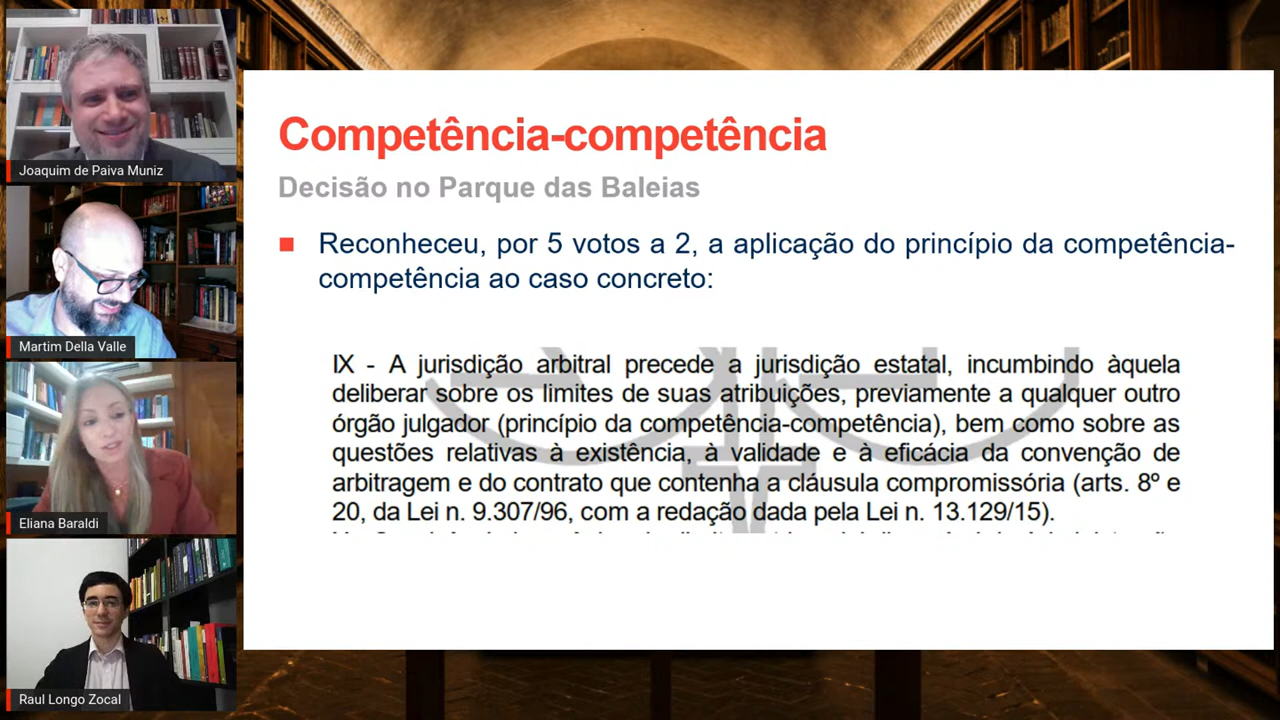 Joaquim de Paiva Muniz
Martim Della Valle
Eliana Baraldi
Raul Longo Zocal
Competência-competência
Decisão no Parque das Baleias
Reconheceu, por 5 votos a 2, a aplicação do princípio da competência-
competência ao caso concreto:
IX - A jurisdição arbitral precede a jurisdição estatal, incumbindo àquela
deliberar sobre os limites de suas atribuições, previamente a qualquer outro
órgão julgador (princípio da competência-competência), bem como sobre as
questões relativas à existência, à validade e à eficácia da convenção de
arbitragem e do contrato que contenha a cláusula compromissória (arts. 8º e
20, da Lei n. 9.307/96, com a redação dada pela Lei n. 13.129/15).